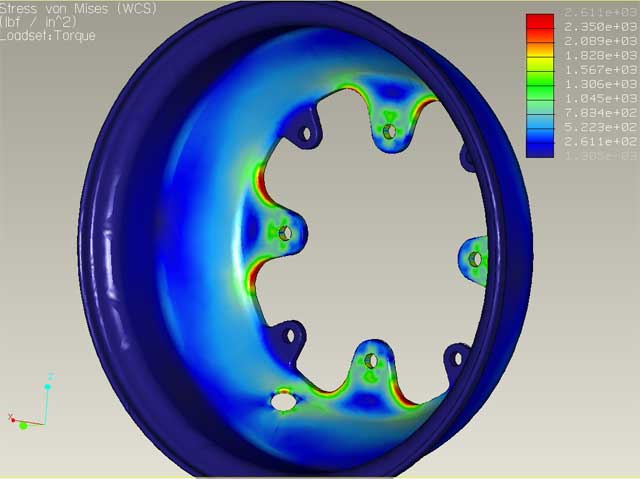 Stress von Mises (WCS)
(lbf / in^2)
Loadset:Torque
2.611e+03
2.350e+03
2.089e+03
1.828e+03
1.567e+03
1.306e+03
1.045e+03
7.834e+02
5.223e+02
2.611e+02
1.305e-03
Z
X